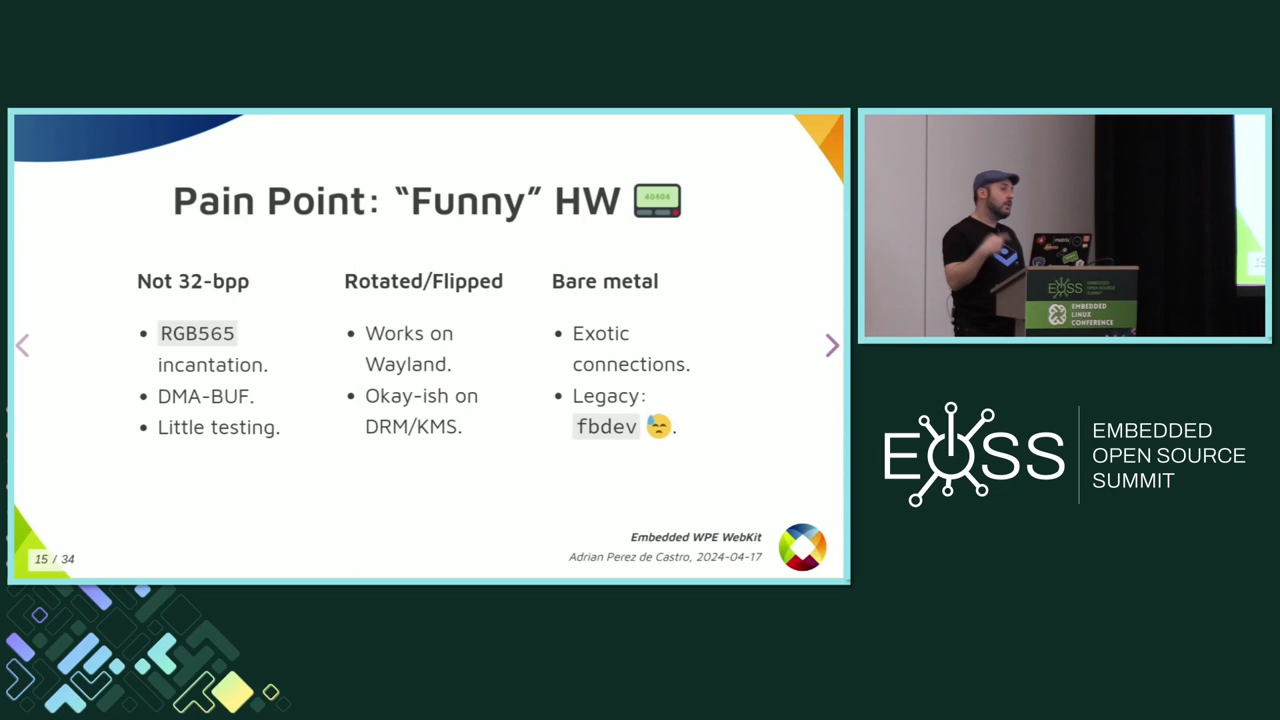 Pain Point: “Funny” HW
Not 32-bpp
RGB565
incantation.
DMA-BUF.
Little testing.
Rotated/Flipped
Works on
Wayland.
Okay-ish on
DRM/KMS.
Bare metal
Exotic
connections.
Legacy:
fbdev 😓.
15 / 34
Embedded WPE WebKit
Adrian Perez de Castro, 2024-04-17
EOSS
EMBEDDED
LINUX
CONFERENCE
EOSS
EMBEDDED
OPEN SOURCE
SUMMIT